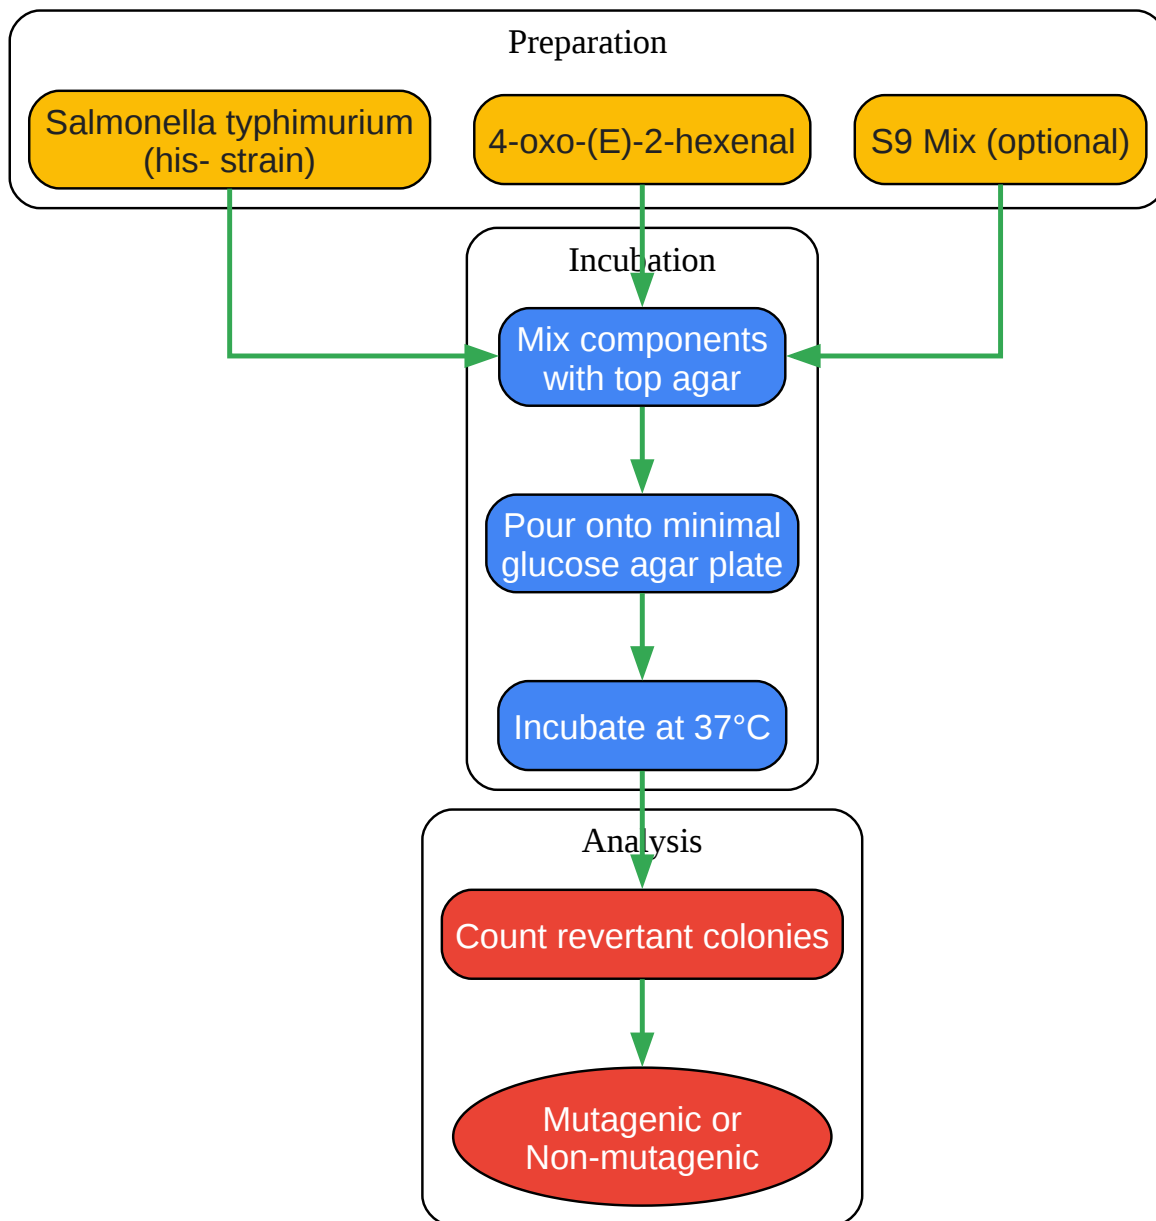 Preparation
Salmonella typhimurium
(his- strain)
4-oxo-(E)-2-hexenal
S9 Mix (optional)
Incubation
Mix components
with top agar
Pour onto minimal
glucose agar plate
Incubate at 37°C
Analysis
Count revertant colonies
Mutagenic or
Non-mutagenic